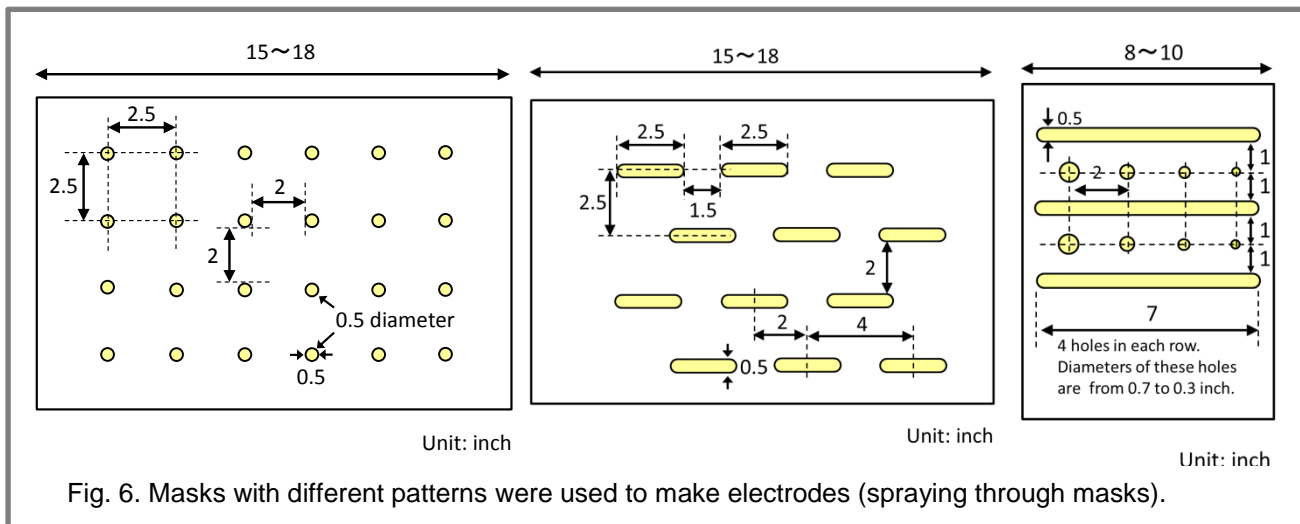 15～18
2.5
2.5
2
2
0.5 diameter
0.5
Unit: inch
15～18
2.5
2.5
2.5
1.5
2
2
4
0.5
Unit: inch
8～10
0.5
1
2
1
1
1
7
4 holes in each row.
Diameters of these holes
are from 0.7 to 0.3 inch.
Unit: inch
Fig. 6. Masks with different patterns were used to make electrodes (spraying through masks).